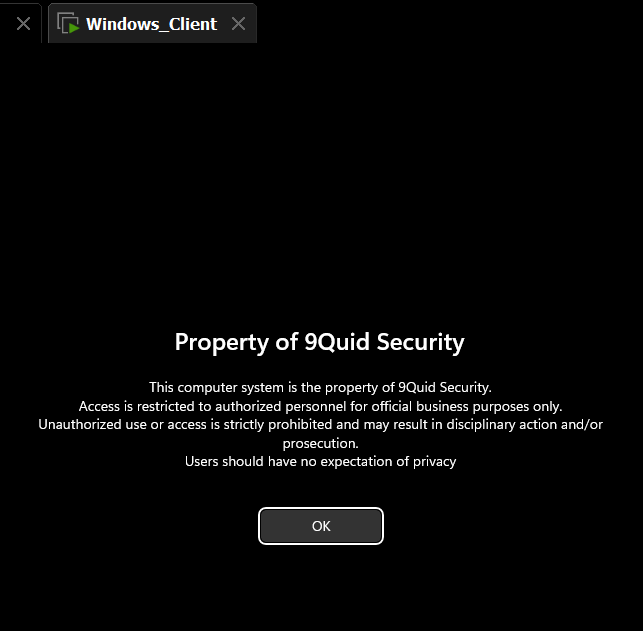 Windows_Client
Property of 9Quid Security
This computer system is the property of 9Quid Security.
Access is restricted to authorized personnel for official business purposes only.
Unauthorized use or access is strictly prohibited and may result in disciplinary action and/or
prosecution.
Users should have no expectation of privacy
OK